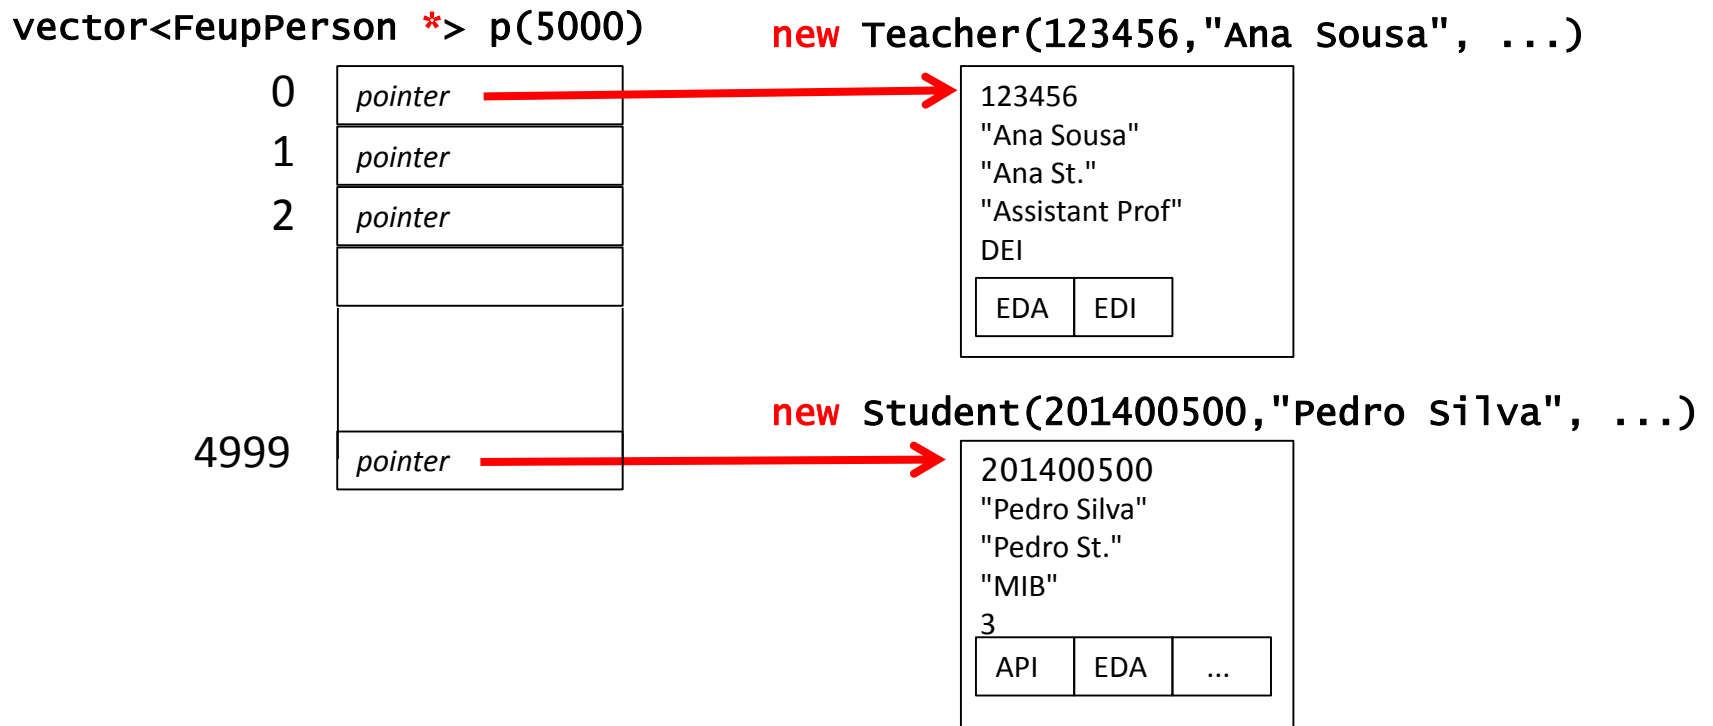 vector<FeupPerson *> p(5000)
new Teacher(123456,"Ana Sousa", ...)
0 pointer
1 pointer
2 pointer
4999 pointer
123456
"Ana Sousa"
"Ana St."
"Assistant Prof"
DEI
EDA EDI
new Student(201400500,"Pedro Silva", ...)
201400500
"Pedro Silva"
"Pedro St."
"MIB"
3
API EDA ...